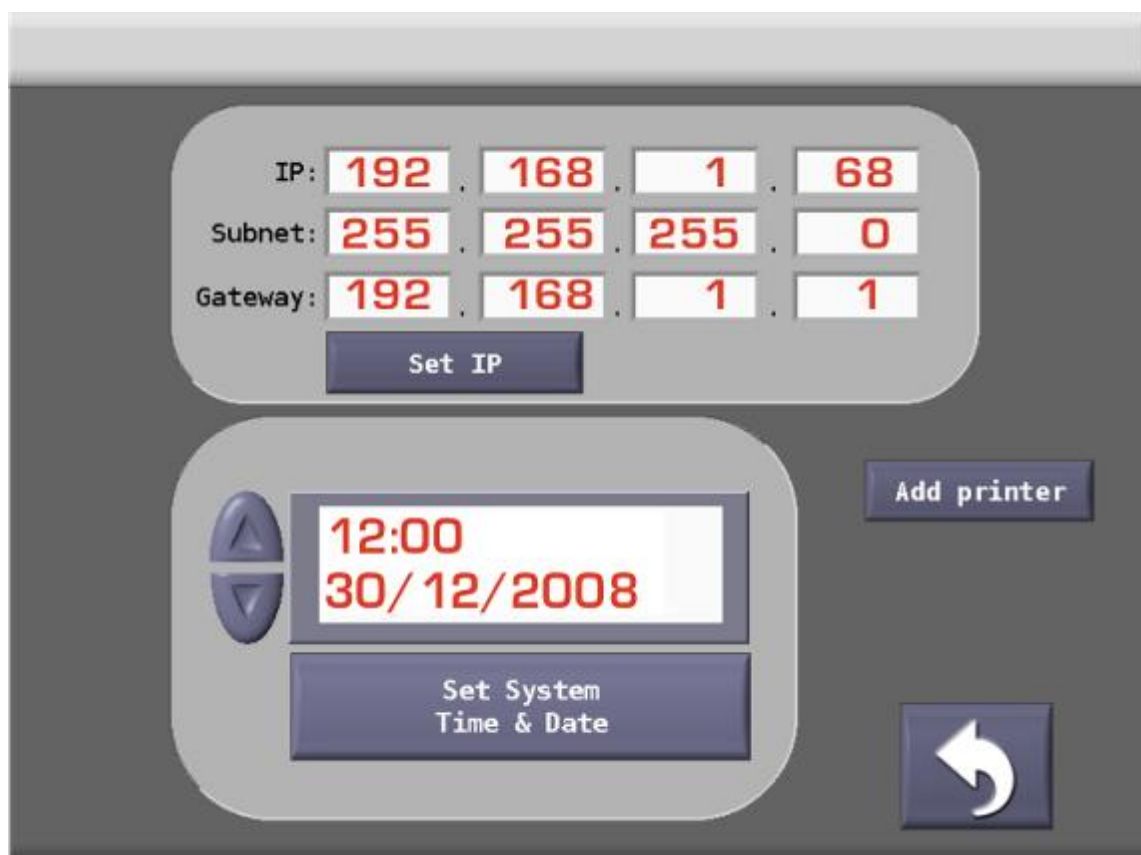 IP: 192 . 168 . 1 . 68
Subnet: 255 . 255 . 255 . 0
Gateway: 192 . 168 . 1 . 1
Set IP
12:00
30/12/2008
Add printer
Set System
Time & Date